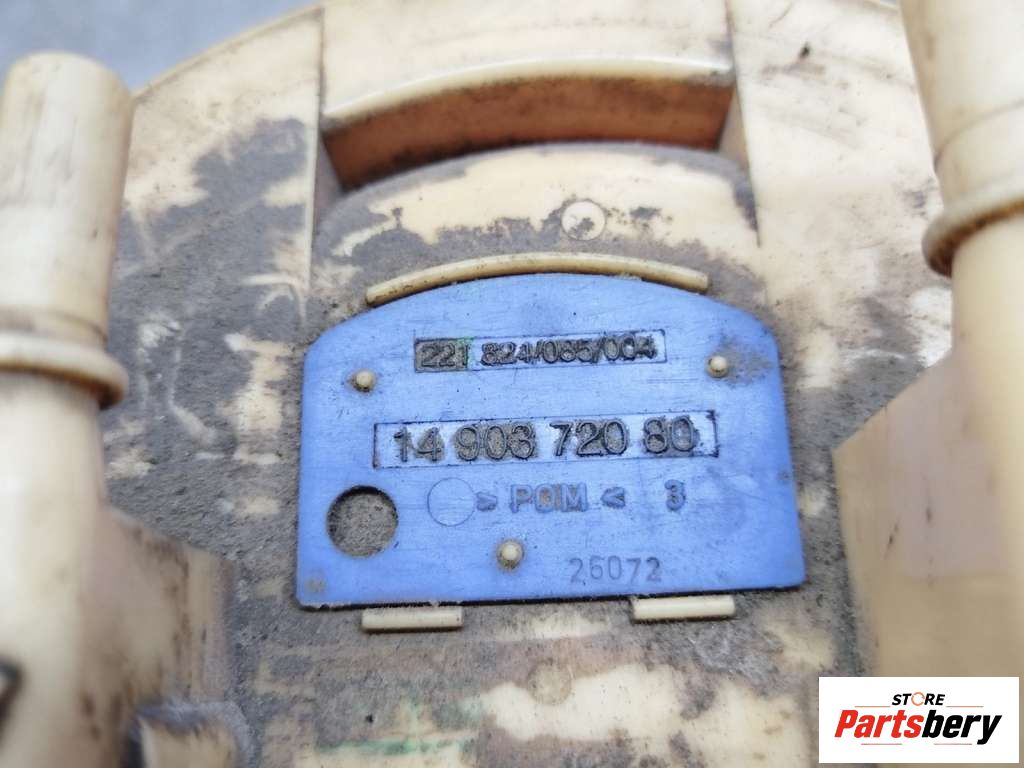 221 824/085/004
14 903 720 80
> POM < 3
26072
STORE
Partsbery